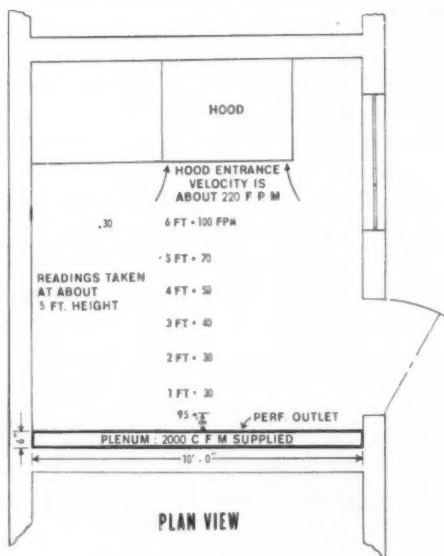 HOOD
HOOD ENTRANCE
VELOCITY IS
ABOUT 220 F P M
.30
6 FT = 100 FPM
5 FT = 70
READINGS TAKEN
AT ABOUT
5 FT. HEIGHT
4 FT = 50
3 FT = 40
2 FT = 30
1 FT = 30
95 =
PERF. OUTLET
6"
PLENUM : 2000 C F M SUPPLIED
10' - 0"
PLAN VIEW